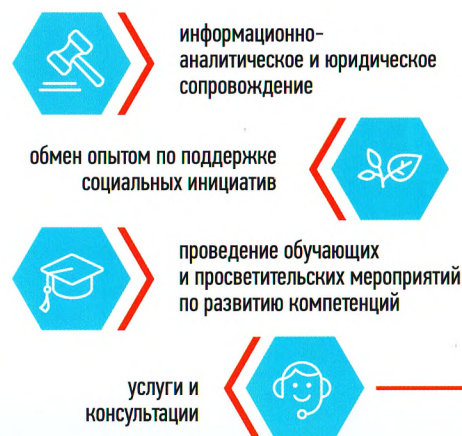 информационно-
аналитическое и юридическое
сопровождение
обмен опытом по поддержке
социальных инициатив
проведение обучающих
и просветительских мероприятий
по развитию компетенций
услуги и
консультации